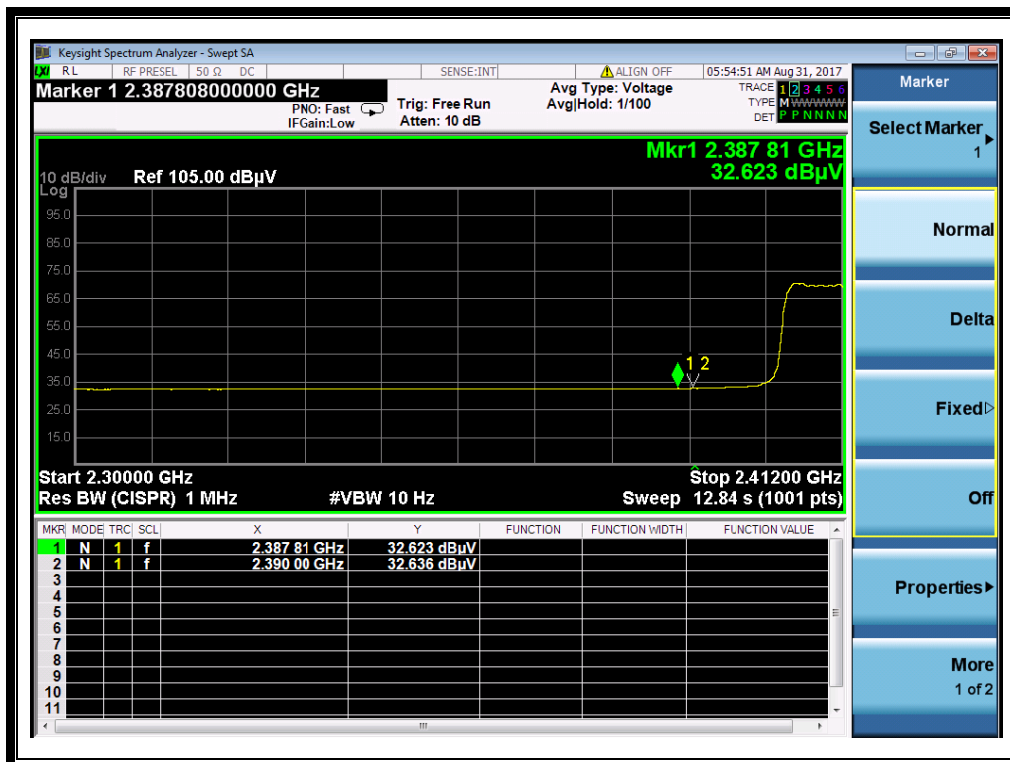 Keysight Spectrum Analyzer - Swept SA
LXI RL RF PRESEL 50 Ω DC SENSE:INT ALIGN OFF 05:54:51 AM Aug 31, 2017
Marker 1 2.387808000000 GHz
PNO: Fast
IFGain:Low
Trig: Free Run
Atten: 10 dB
Avg Type: Voltage
Avg|Hold: 1/100
TRACE 1 2 3 4 5 6
TYPE M WWWWW
DET P P N N N N
Mkr1 2.387 81 GHz
32.623 dBµV
10 dB/div Ref 105.00 dBµV
Log
95.0
85.0
75.0
65.0
55.0
45.0
35.0
25.0
15.0
1 2
Start 2.30000 GHz Stop 2.41200 GHz
Res BW (CISPR) 1 MHz #VBW 10 Hz Sweep 12.84 s (1001 pts)
MKR MODE TRC SCL X Y FUNCTION FUNCTION WIDTH FUNCTION VALUE
1 N 1 f 2.387 81 GHz 32.623 dBµV
2 N 1 f 2.390 00 GHz 32.636 dBµV
3
4
5
6
7
8
9
10
11
Marker
Select Marker
1
Normal
Delta
Fixed
Off
Properties
More
1 of 2